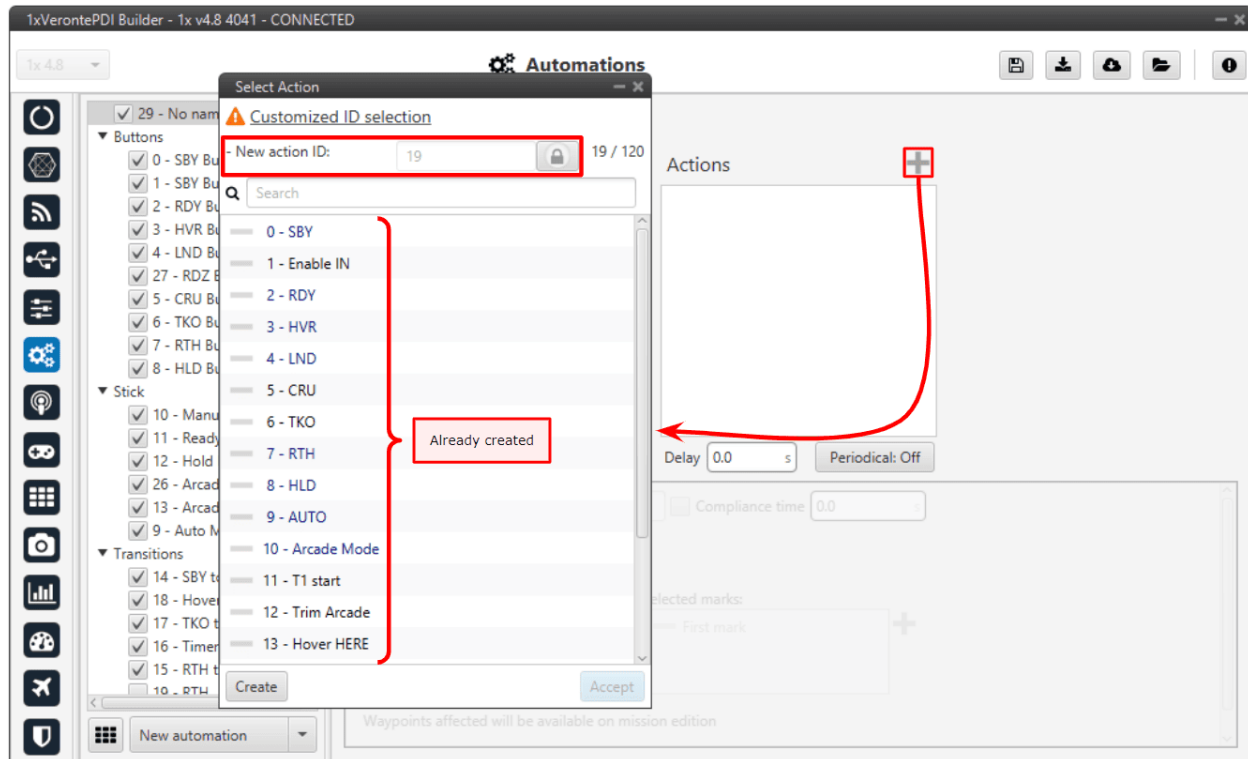 1xVerontePDI Builder - 1x v4.8 4041 - CONNECTED
1x 4.8
Automations
Select Action
Customized ID selection
- New action ID:
19
19 / 120
Search
0 - SBY
1 - Enable IN
2 - RDY
3 - HVR
4 - LND
5 - CRU
6 - TKO
7 - RTH
8 - HLD
9 - AUTO
10 - Arcade Mode
11 - T1 start
12 - Trim Arcade
13 - Hover HERE
Already created
Create
Accept
29 - No nam
Buttons
0 - SBY Bu
1 - SBY Bu
2 - RDY Bu
3 - HVR Bu
4 - LND Bu
27 - RDZ B
5 - CRU Bu
6 - TKO Bu
7 - RTH Bu
8 - HLD Bu
Stick
10 - Manu
11 - Ready
12 - Hold
26 - Arcad
13 - Arcad
9 - Auto M
Transitions
14 - SBY to
18 - Hover
17 - TKO t
16 - Timer
15 - RTH t
19 - RTH
New automation
Actions
Delay
0.0 s
Periodical: Off
Compliance time
0.0 s
elected marks:
First mark
Waypoints affected will be available on mission edition